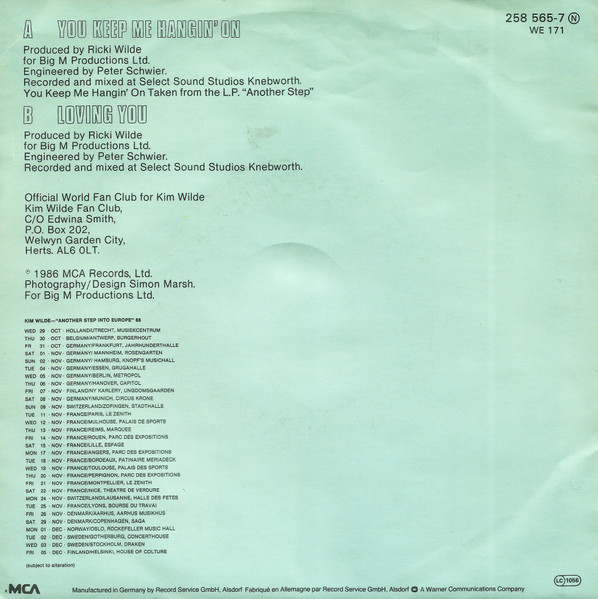 A YOU KEEP ME HANGIN' ON
Produced by Ricki Wilde
for Big M Productions Ltd.
Engineered by Peter Schwier.
Recorded and mixed at Select Sound Studios Knebworth.
You Keep Me Hangin' On Taken from the L.P. "Another Step"
B LOVING YOU
Produced by Ricki Wilde
for Big M Productions Ltd.
Engineered by Peter Schwier.
Recorded and mixed at Select Sound Studios Knebworth.
258 565-7 N
WE 171
Official World Fan Club for Kim Wilde
Kim Wilde Fan Club,
C/O Edwina Smith,
P.O. Box 202,
Welwyn Garden City,
Herts. AL6 OLT.
℗ 1986 MCA Records, Ltd.
Photography/Design Simon Marsh.
For Big M Productions Ltd.
KIM WILDE—"ANOTHER STEP INTO EUROPE" 86
WED 29 · OCT · HOLLAND/UTRECHT, MUSIEKCENTRUM
THU 30 · OCT · BELGIUM/ANTWERP, BURGERHOUT
FR 31 · OCT · GERMANY/FRANKFURT, JAHRHUNDERTHALLE
SAT 01 · NOV · GERMANY/ MANNHEIM, ROSENGARTEN
SUN 02 · NOV · GERMANY/ HAMBURG, KNOPF'S MUSICHALL
TUE 04 · NOV · GERMANY/ESSEN, GRUGAHALLE
WED 05 · NOV · GERMANY/BERLIN, METROPOL
THU 06 · NOV · GERMANY/HANOVER, CAPITOL
FRI 07 · NOV · FINLAND/NY KARLERY, UNGDOMSGAARDEN
SAT 08 · NOV · GERMANY/MUNICH, CIRCUS KRONE
SUN 09 · NOV · SWITZERLAND/ZOFINGEN, STADTHALLE
TUE 11 · NOV · FRANCE/PARIS, LE ZENITH
WED 12 · NOV · FRANCE/MULHOUSE, PALAIS DE SPORTS
THU 13 · NOV · FRANCE/REIMS, MARQUEE
FRI 14 · NOV · FRANCE/ROUEN, PARC DES EXPOSITIONS
SAT 15 · NOV · FRANCE/LILLE, ESPAGE
MON 17 · NOV · FRANCE/ANGERS, PARC DES EXPOSITIONS
TUE 18 · NOV · FRANCE/BORDEAUX, PATINAIRE MERIADECK
WED 19 · NOV · FRANCE/TOULOUSE, PALAIS DES SPORTS
THU 20 · NOV · FRANCE/PERPIGNON, PARC DES EXPOSITIONS
FRI 21 · NOV · FRANCE/MONTPELLIER, LE ZENITH
SAT 22 · NOV · FRANCE/NICE, THEATRE DE VERDURE
MON 24 · NOV · SWITZERLAND/LAUSANNE, HALLE DES FETES
TUE 25 · NOV · FRANCE/LYONS, BOURSE DU TRAVAI
WED 26 · NOV · DENMARK/AARHUS, AARHUS MUSIKHUS
SAT 29 · NOV · DENMARK/COPENHAGEN, SAGA
MON 01 · DEC · NORWAY/OSLO, ROCKEFELLER MUSIC HALL
TUE 02 · DEC · SWEDEN/GOTHERBURG, CONCERTHOUSE
WED 03 · DEC · SWEDEN/STOCKHOLM, DRAKEN
FRI 05 · DEC · FINLAND/HELSINKI, HOUSE OF COLTURE
(subject to altaration)
MCA
Manufactured in Germany by Record Service GmbH, Alsdorf Fabriqué en Allemagne par Record Service GmbH, Alsdorf A Warner Communications Company
LC 1056